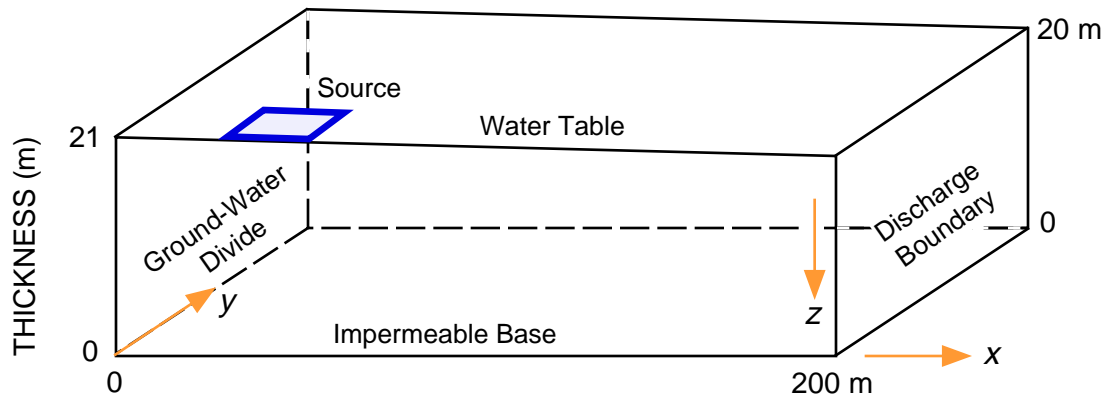 20 m
Source
Water Table
21
THICKNESS (m)
Ground-Water
Divide
Discharge
Boundary
0
y
z
Impermeable Base
0
x
0
200 m